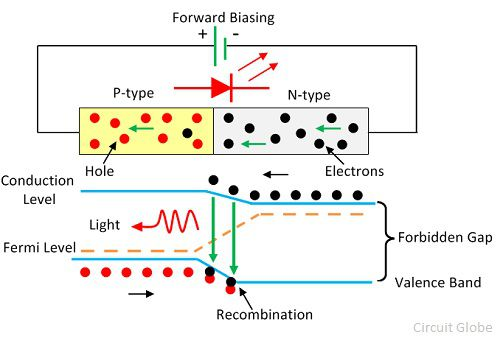 Forward Biasing
+ -
P-type
N-type
Hole
Electrons
Conduction
Level
Light
Forbidden Gap
Fermi Level
Valence Band
Recombination
Circuit Globe